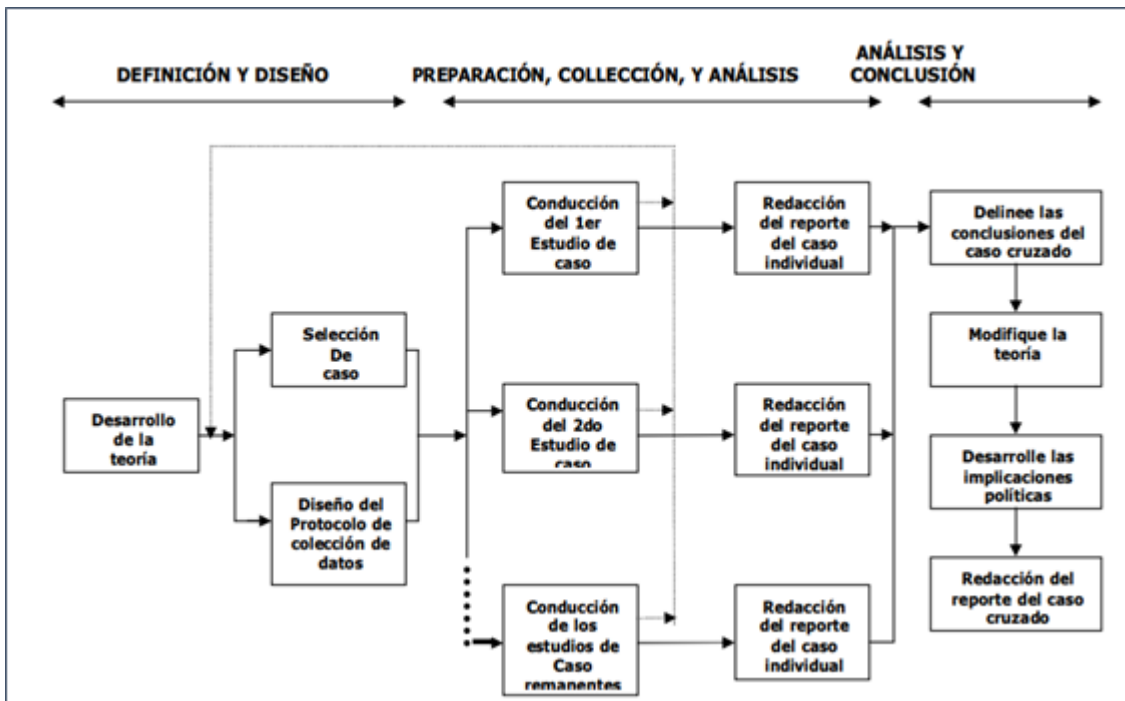 DEFINICIÓN Y DISEÑO
PREPARACIÓN, COLLECCIÓN, Y ANÁLISIS
ANÁLISIS Y
CONCLUSIÓN
Desarrollo
de la
teoría
Selección
De
caso
Diseño del
Protocolo de
colección de
datos
Conducción
del 1er
Estudio de
caso
Redacción
del reporte
del caso
individual
Conducción
del 2do
Estudio de
caso
Redacción
del reporte
del caso
individual
Conducción
de los
estudios de
Caso
remanentes
Redacción
del reporte
del caso
individual
Delinee las
conclusiones del
caso cruzado
Modifique la
teoría
Desarrolle las
implicaciones
políticas
Redacción del
reporte del caso
cruzado